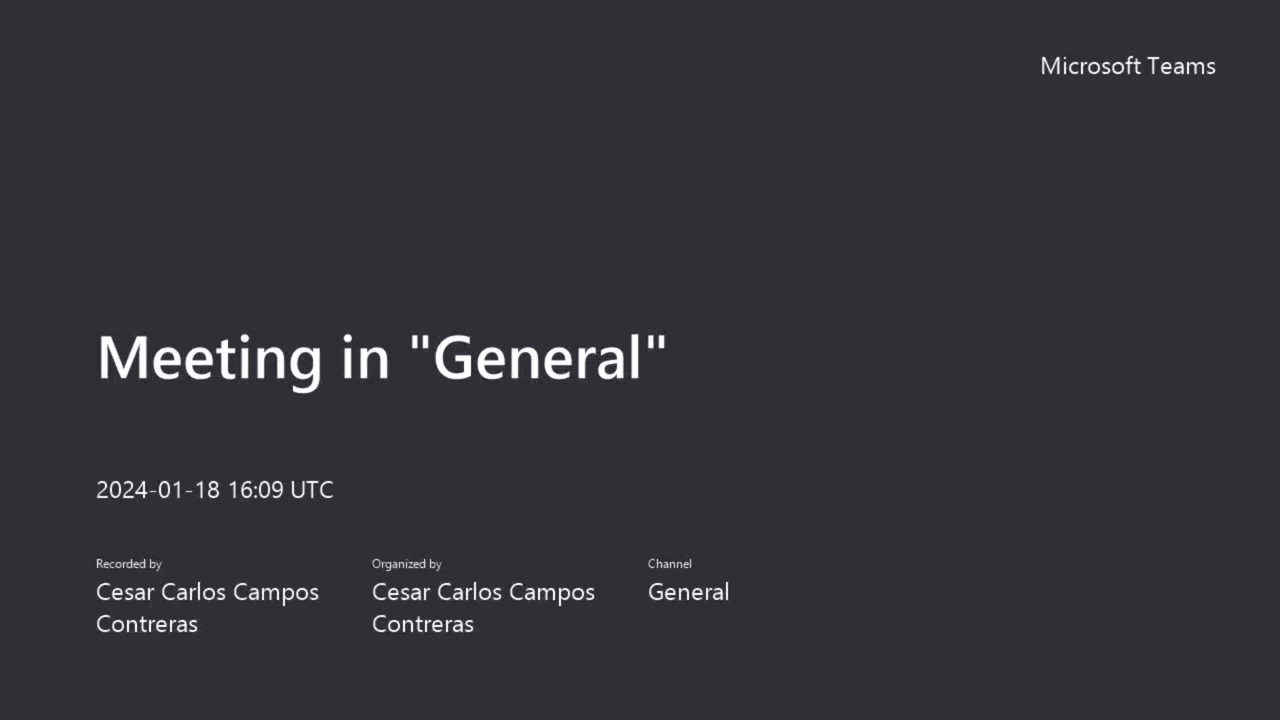 Microsoft Teams
Meeting in "General"
2024-01-18 16:09 UTC
Recorded by
Cesar Carlos Campos
Contreras
Organized by
Cesar Carlos Campos
Contreras
Channel
General